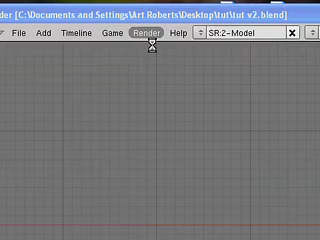 der [C:\Documents and Settings\Art Roberts\Desktop\tut\tut v2.blend]
File Add Timeline Game Render Help SR:2-Model